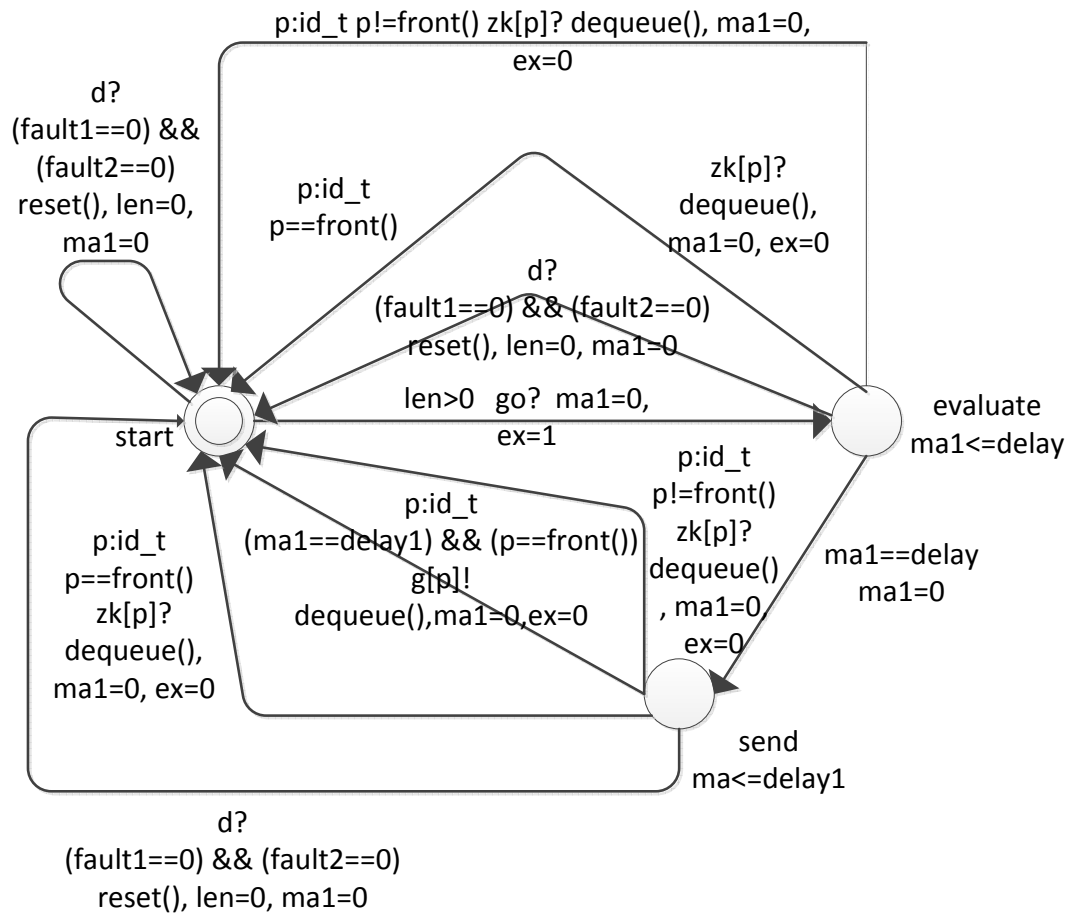 p:id_t p!=front() zk[p]? dequeue(), ma1=0,
ex=0
d?
(fault1==0) &&
(fault2==0)
reset(), len=0,
ma1=0
p:id_t
p==front()
zk[p]?
dequeue(),
ma1=0, ex=0
d?
(fault1==0) && (fault2==0)
reset(), len=0, ma1=0
len>0 go? ma1=0,
ex=1
start
evaluate
ma1<=delay
p:id_t
p==front()
zk[p]?
dequeue(),
ma1=0, ex=0
p:id_t
(ma1==delay1) && (p==front())
g[p]!
dequeue(),ma1=0,ex=0
p:id_t
p!=front()
zk[p]?
dequeue()
, ma1=0,
ex=0
ma1==delay
ma1=0
send
ma<=delay1
d?
(fault1==0) && (fault2==0)
reset(), len=0, ma1=0